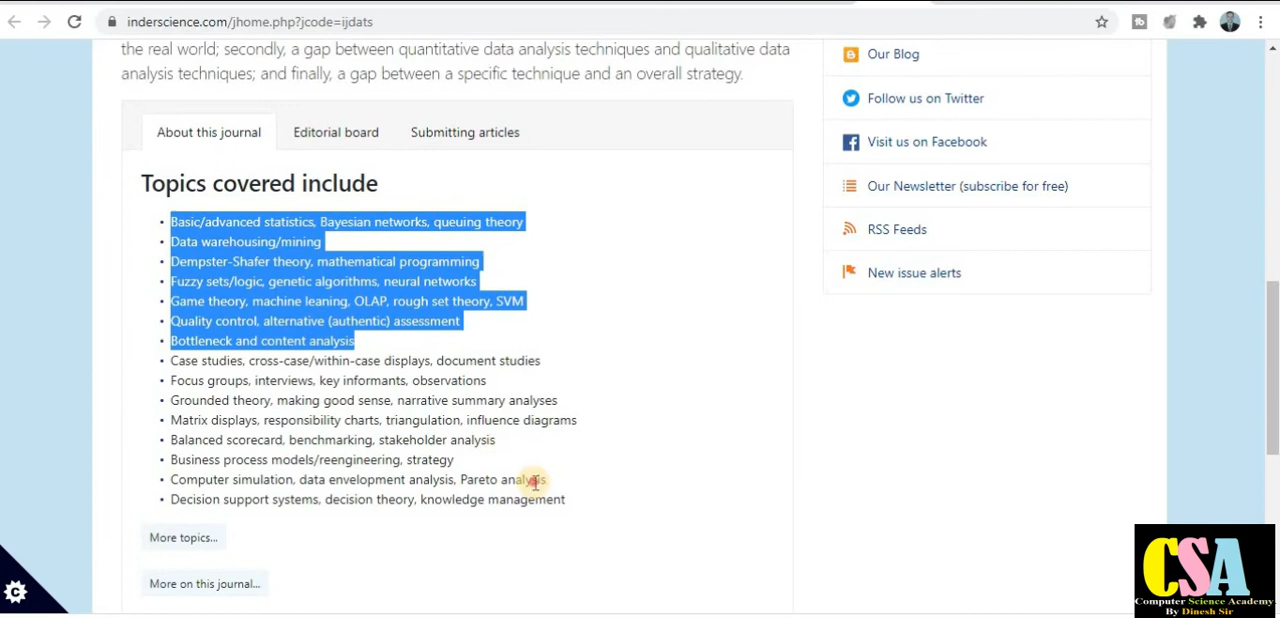 inderscience.com/jhome.php?jcode=ijdats
the real world; secondly, a gap between quantitative data analysis techniques and qualitative data
analysis techniques; and finally, a gap between a specific technique and an overall strategy.
About this journal
Editorial board
Submitting articles
Topics covered include
• Basic/advanced statistics, Bayesian networks, queuing theory
• Data warehousing/mining
• Dempster-Shafer theory, mathematical programming
• Fuzzy sets/logic, genetic algorithms, neural networks
• Game theory, machine leaning, OLAP, rough set theory, SVM
• Quality control, alternative (authentic) assessment
• Bottleneck and content analysis
• Case studies, cross-case/within-case displays, document studies
• Focus groups, interviews, key informants, observations
• Grounded theory, making good sense, narrative summary analyses
• Matrix displays, responsibility charts, triangulation, influence diagrams
• Balanced scorecard, benchmarking, stakeholder analysis
• Business process models/reengineering, strategy
• Computer simulation, data envelopment analysis, Pareto analysis
• Decision support systems, decision theory, knowledge management
More topics...
More on this journal...
Our Blog
Follow us on Twitter
Visit us on Facebook
Our Newsletter (subscribe for free)
RSS Feeds
New issue alerts
CSA
Computer Science Academy
By Dinesh Sir